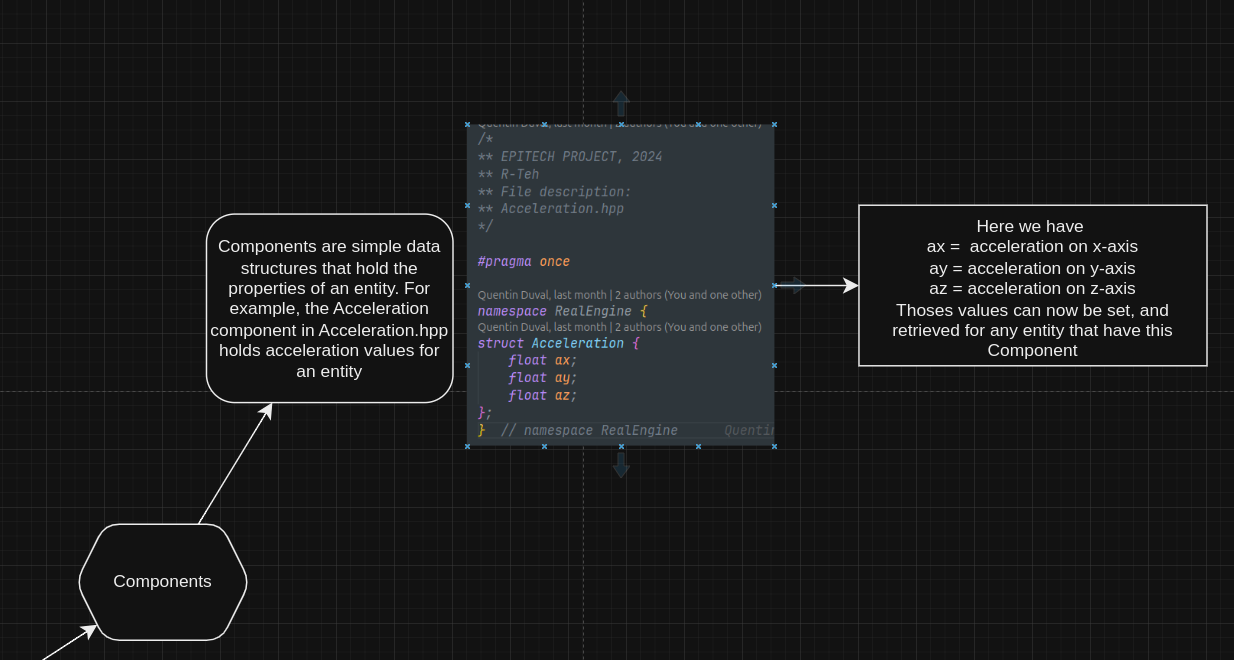 Components are simple data
structures that hold the
properties of an entity. For
example, the Acceleration
component in Acceleration.hpp
holds acceleration values for
an entity
Components
Quentin Duval, last month | 2 authors (You and one other)
/*
** EPITECH PROJECT, 2024
** R-Teh
** File description:
** Acceleration.hpp
*/
#pragma once
Quentin Duval, last month | 2 authors (You and one other)
namespace RealEngine {
Quentin Duval, last month | 2 authors (You and one other)
struct Acceleration {
float ax;
float ay;
float az;
};
} // namespace RealEngine
Here we have
ax = acceleration on x-axis
ay = acceleration on y-axis
az = acceleration on z-axis
Thoses values can now be set, and
retrieved for any entity that have this
Component